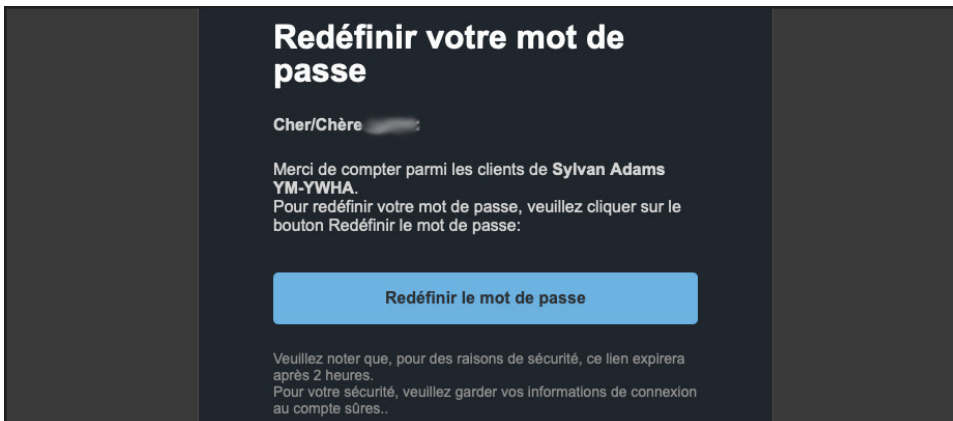 Redéfinir votre mot de
passe
Cher/Chère :
Merci de compter parmi les clients de Sylvan Adams
YM-YWHA.
Pour redéfinir votre mot de passe, veuillez cliquer sur le
bouton Redéfinir le mot de passe:
Redéfinir le mot de passe
Veuillez noter que, pour des raisons de sécurité, ce lien expirera
après 2 heures.
Pour votre sécurité, veuillez garder vos informations de connexion
au compte sûres..